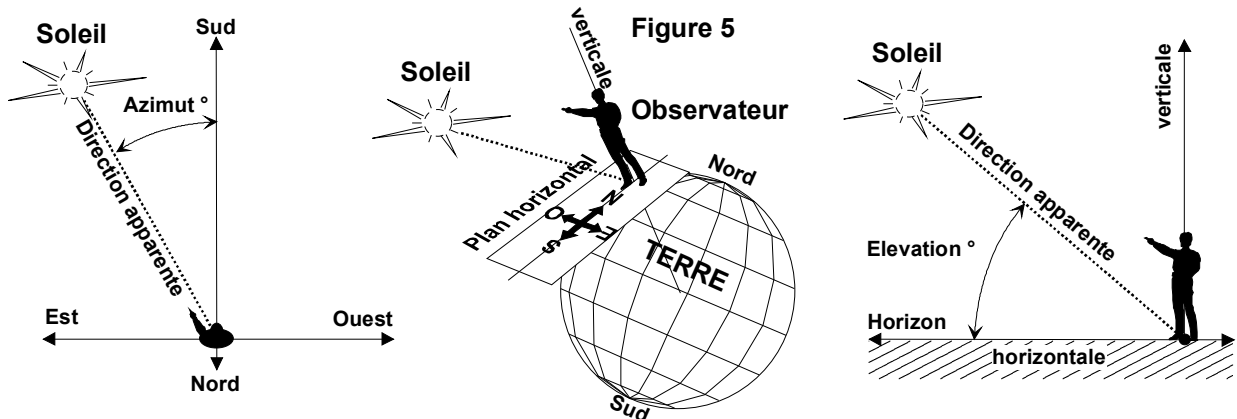 Soleil
Sud
Azimut °
Direction apparente
Est
Ouest
Nord
Figure 5
verticale
Soleil
Observateur
Plan horizontal
N
O
E
S
Nord
TERRE
Sud
Soleil
verticale
Direction apparente
Elevation °
Horizon
horizontale